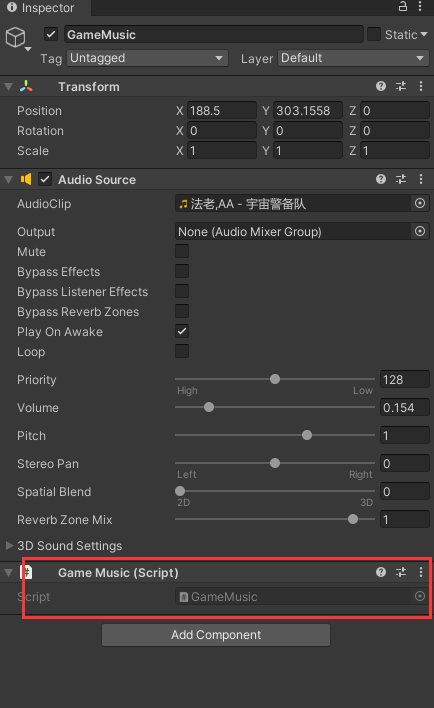 Inspector
GameMusic Static
Tag Untagged Layer Default
Transform
Position X 188.5 Y 303.1558 Z 0
Rotation X 0 Y 0 Z 0
Scale X 1 Y 1 Z 1
Audio Source
AudioClip 法老,AA - 宇宙警备队
Output None (Audio Mixer Group)
Mute
Bypass Effects
Bypass Listener Effects
Bypass Reverb Zones
Play On Awake
Loop
Priority 128
High Low
Volume 0.154
Pitch 1
Stereo Pan 0
Left Right
Spatial Blend 0
2D 3D
Reverb Zone Mix 1
3D Sound Settings
# Game Music (Script)
Script # GameMusic
Add Component